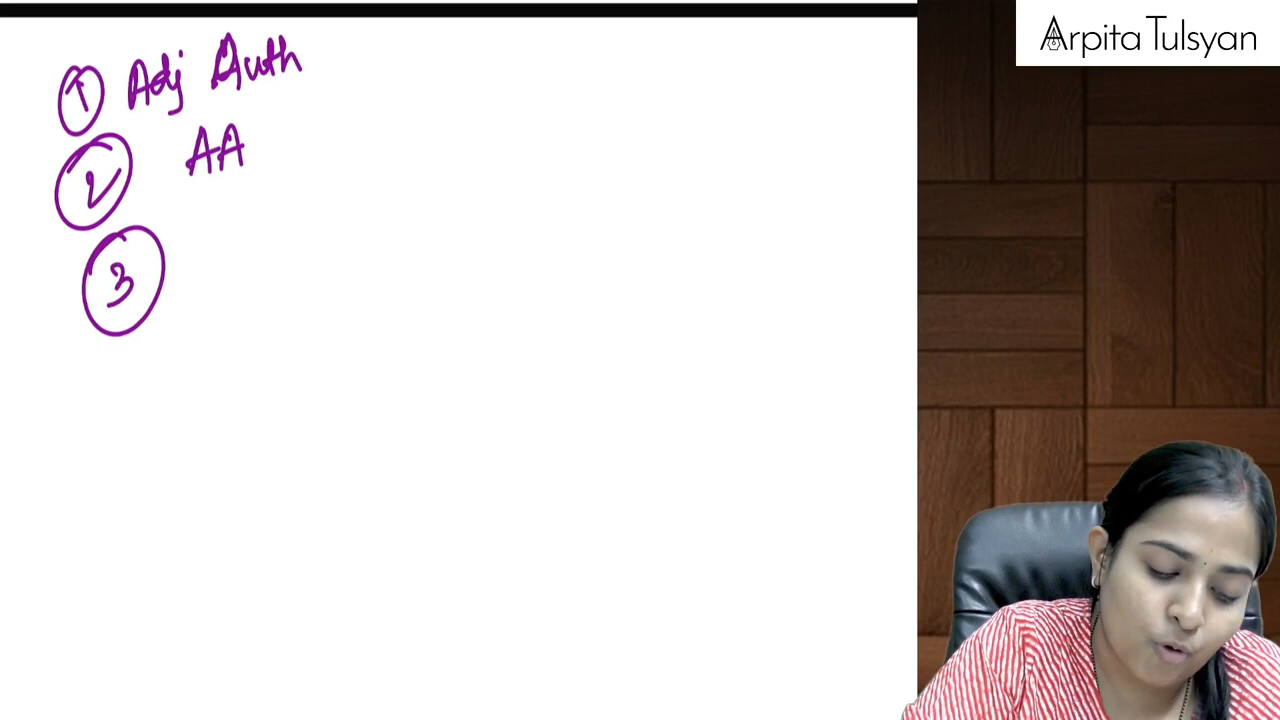 Arpita Tulsyan
① Adj Auth
② AA
③